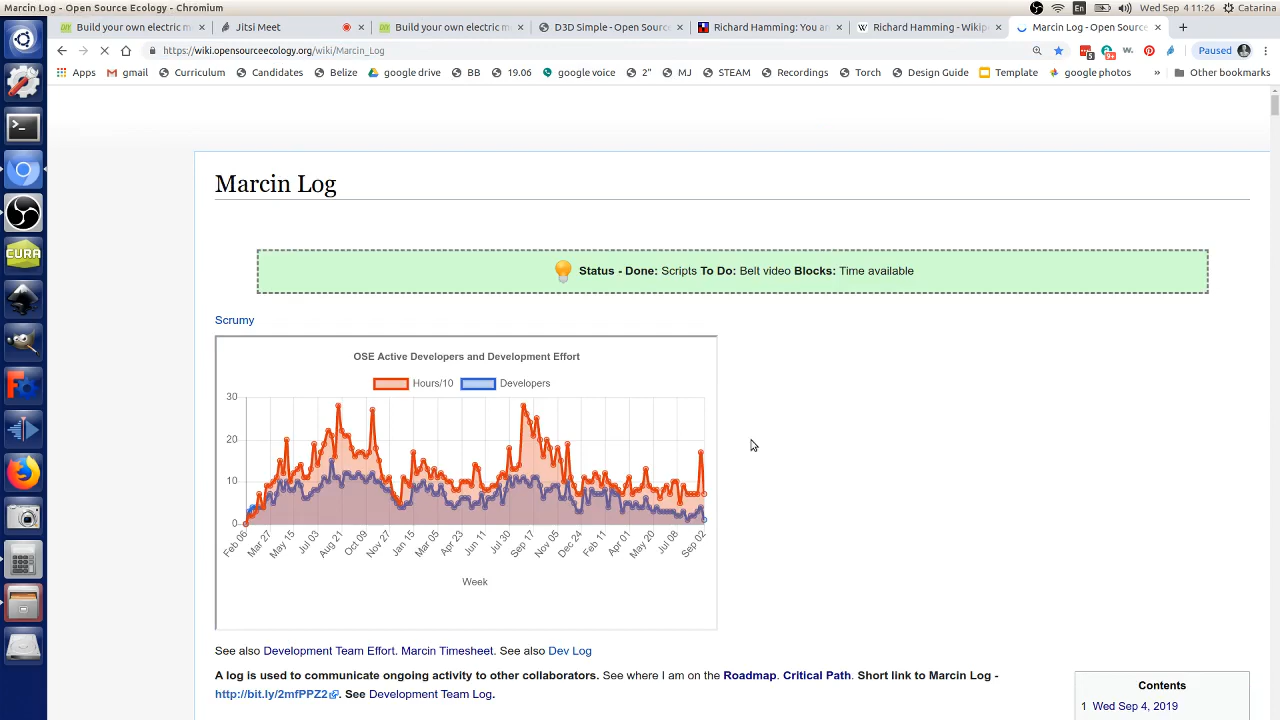 Marcin Log - Open Source Ecology - Chromium
En
Wed Sep 4 11:26
Catarina
Build your own electric m
Jitsi Meet
Build your own electric m
D3D Simple - Open Sourc
Richard Hamming: You an
Richard Hamming - Wikip
Marcin Log - Open Source
https://wiki.opensourceecology.org/wiki/Marcin_Log
5
9+
W.
Paused
Apps
gmail
Curriculum
Candidates
Belize
google drive
BB
19.06
google voice
2"
MJ
STEAM
Recordings
Torch
Design Guide
Template
google photos
»
Other bookmarks
Marcin Log
Status - Done: Scripts To Do: Belt video Blocks: Time available
Scrumy
OSE Active Developers and Development Effort
Hours/10
Developers
30
20
10
0
Feb 06
Mar 27
May 15
Jul 03
Aug 21
Oct 09
Nov 27
Jan 15
Mar 05
Apr 23
Jun 11
Jul 30
Sep 17
Nov 05
Dec 24
Feb 11
Apr 01
May 20
Jul 08
Sep 02
Week
See also Development Team Effort. Marcin Timesheet. See also Dev Log
A log is used to communicate ongoing activity to other collaborators. See where I am on the Roadmap. Critical Path. Short link to Marcin Log -
http://bit.ly/2mfPPZ2. See Development Team Log.
Contents
1 Wed Sep 4, 2019
CURA